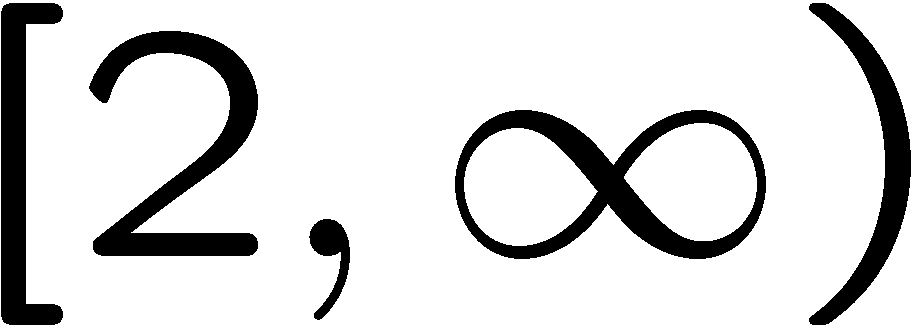 [2, ∞)